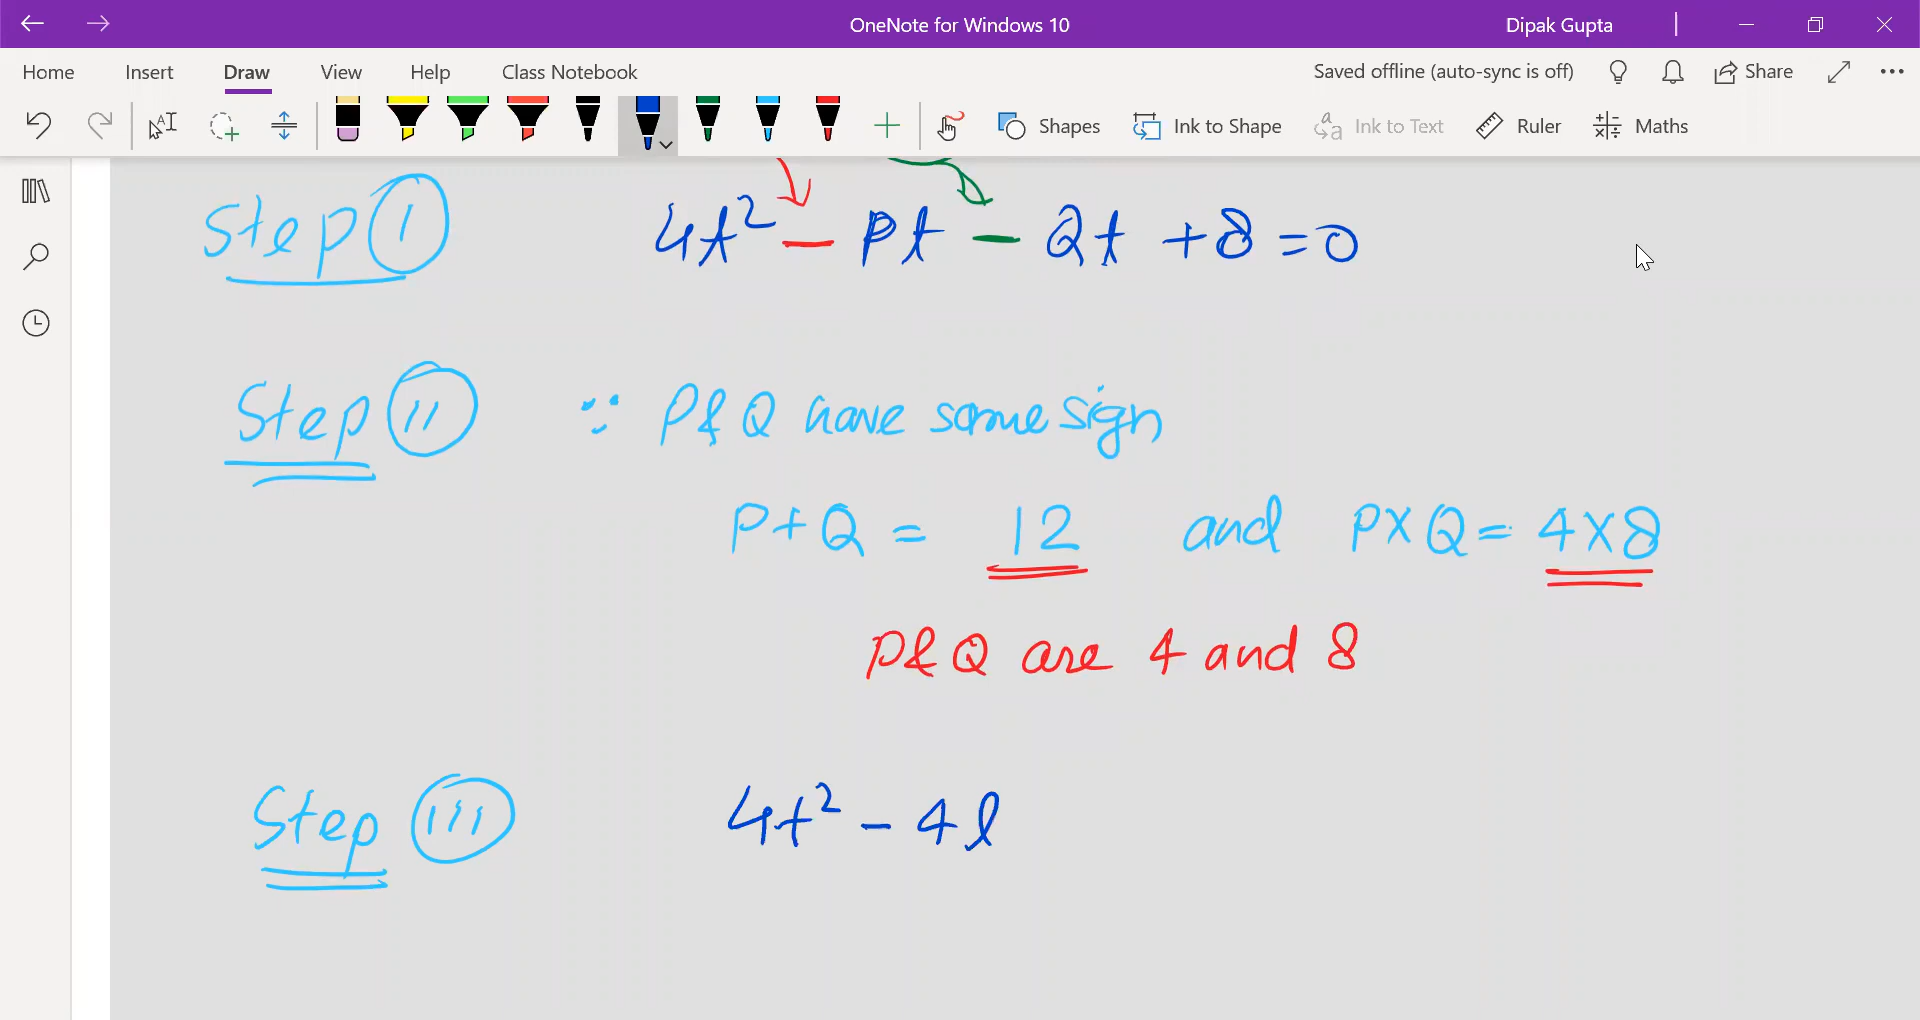 OneNote for Windows 10
Dipak Gupta
Home Insert Draw View Help Class Notebook
Saved offline (auto-sync is off) Share
Shapes Ink to Shape Ink to Text Ruler Maths
Step I 4t² - Pt - Qt + 8 = 0
Step II ∵ P & Q have same sign
P + Q = 12 and P × Q = 4 × 8
P & Q are 4 and 8
Step III 4t² - 4